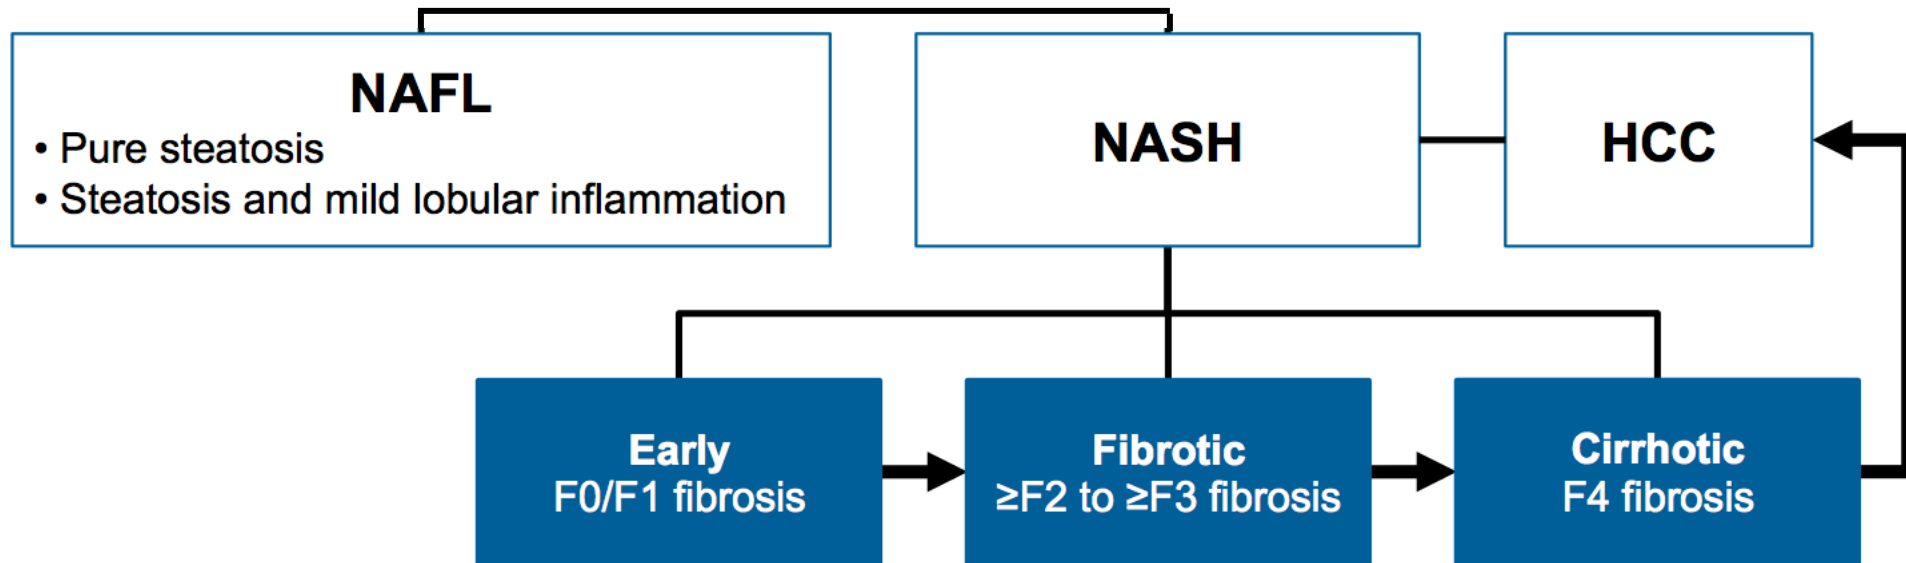 NAFL
• Pure steatosis
• Steatosis and mild lobular inflammation
NASH
HCC
Early
F0/F1 fibrosis
Fibrotic
≥F2 to ≥F3 fibrosis
Cirrhotic
F4 fibrosis